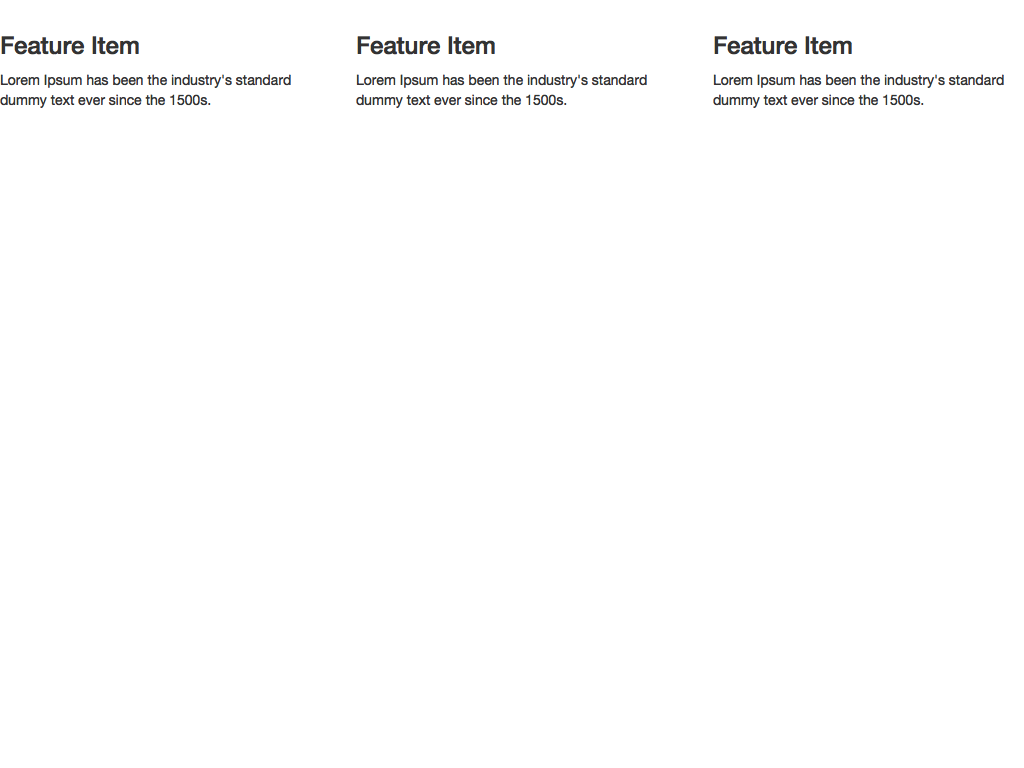 Feature Item
Lorem Ipsum has been the industry's standard
dummy text ever since the 1500s.
Feature Item
Lorem Ipsum has been the industry's standard
dummy text ever since the 1500s.
Feature Item
Lorem Ipsum has been the industry's standard
dummy text ever since the 1500s.